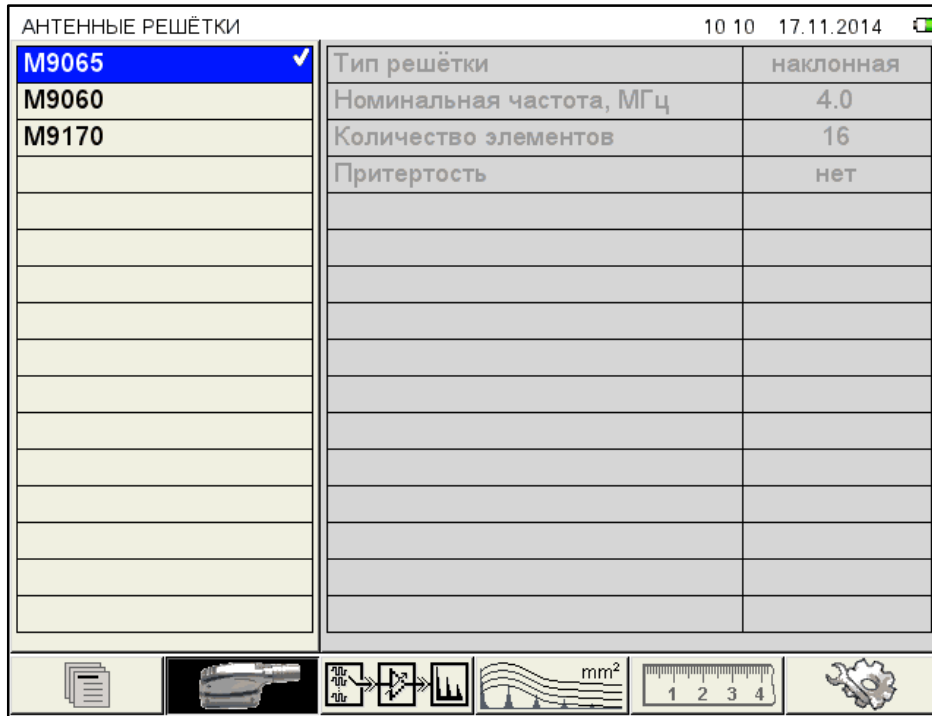 АНТЕННЫЕ РЕШЁТКИ 10 10 17.11.2014
M9065 Тип решётки наклонная
M9060 Номинальная частота, МГц 4.0
M9170 Количество элементов 16
Притертость нет
mm²
1 2 3 4